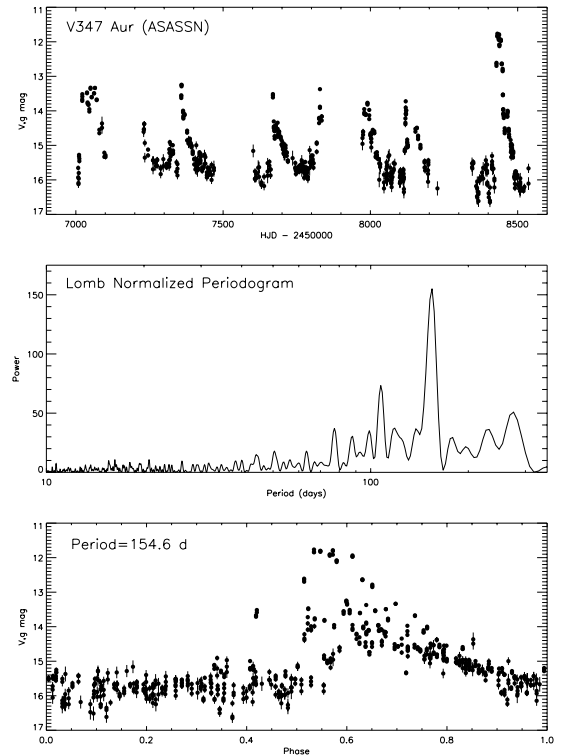 V347 Aur (ASASSN)
11
12
13
14
15
16
17
V,g mag
7000 7500 8000 8500
HJD - 2450000
Lomb Normalized Periodogram
150
100
50
0
Power
10 100
Period (days)
Period=154.6 d
11
12
13
14
15
16
17
V,g mag
0.0 0.2 0.4 0.6 0.8 1.0
Phase